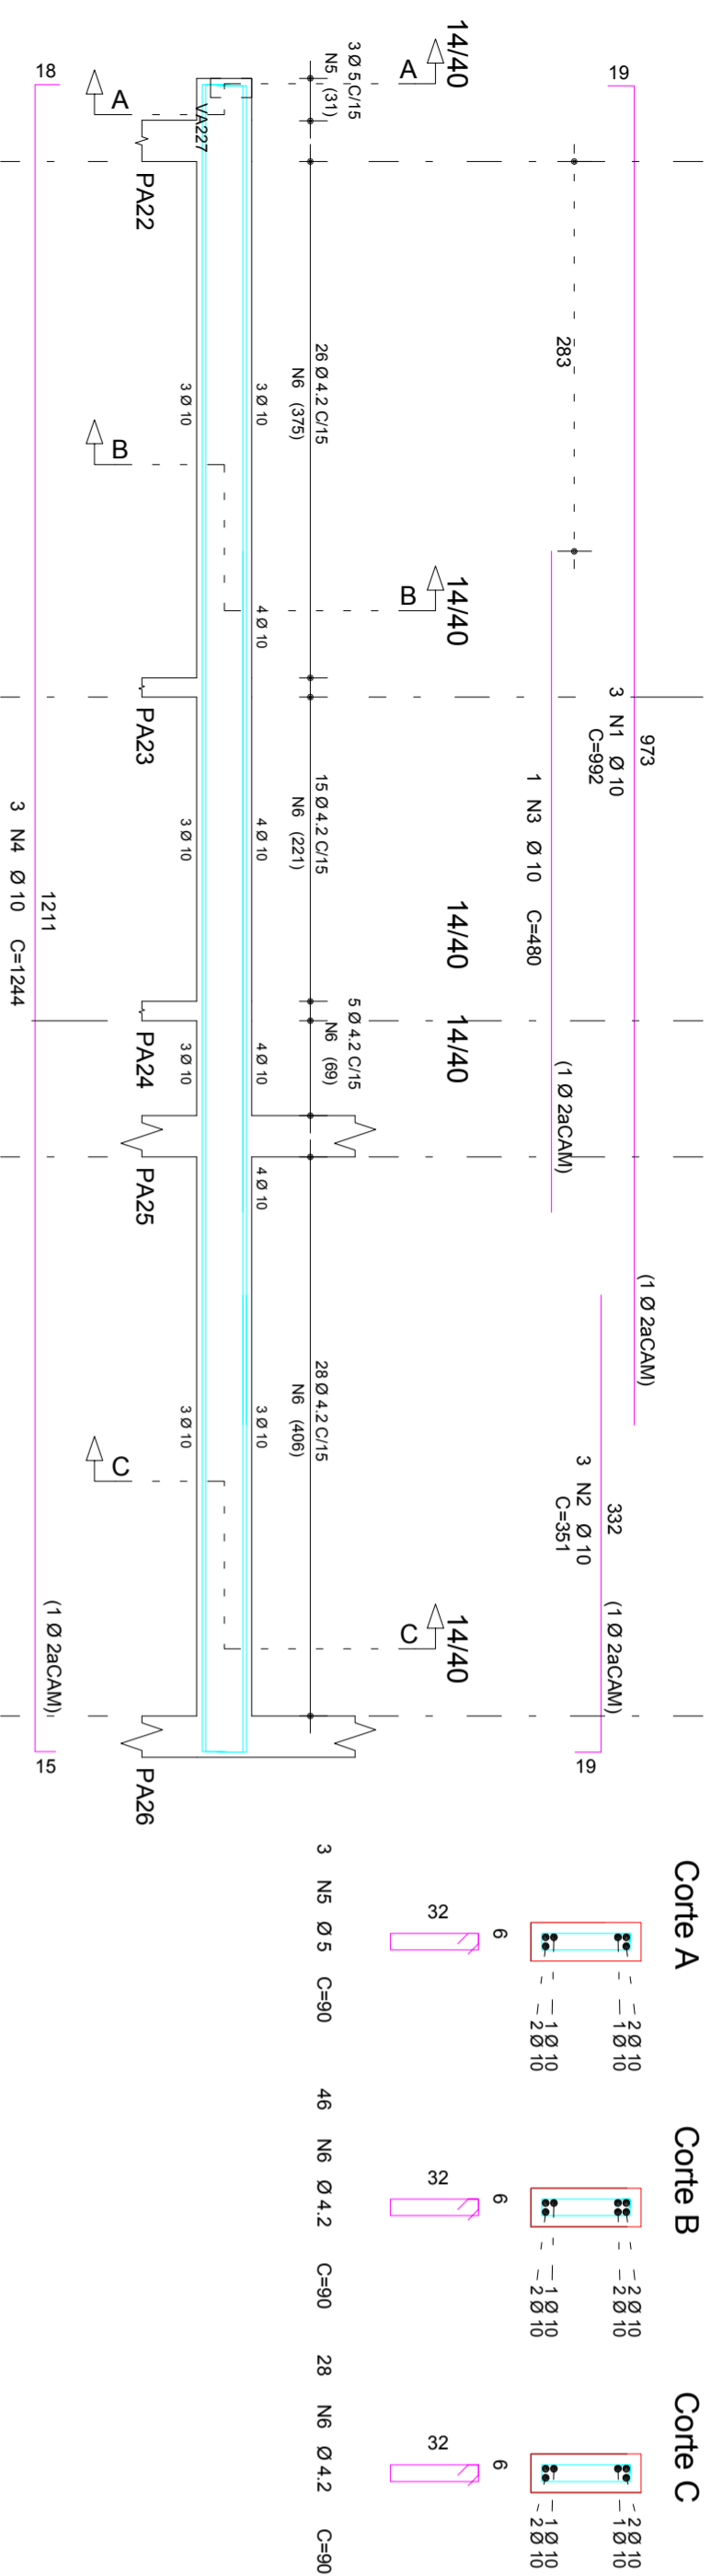 19
973
3 N1 Ø 10
C=992
(1 Ø 2aCAM)
332
3 N2 Ø 10
C=351
(1 Ø 2aCAM)
19
283
1 N3 Ø 10 C=480
(1 Ø 2aCAM)
14/40
14/40
14/40
14/40
14/40
A
B
C
3 Ø 5 C/15
N5 (31)
26 Ø 4.2 C/15
N6 (375)
15 Ø 4.2 C/15
N6 (221)
5 Ø 4.2 C/15
N6 (69)
28 Ø 4.2 C/15
N6 (406)
3 Ø 10
4 Ø 10
4 Ø 10
4 Ø 10
4 Ø 10
3 Ø 10
VA227
3 Ø 10
3 Ø 10
3 Ø 10
3 Ø 10
PA22
PA23
PA24
PA25
PA26
A
B
C
18
1211
3 N4 Ø 10 C=1244
(1 Ø 2aCAM)
15
Corte A
2 Ø 10
1 Ø 10
1 Ø 10
2 Ø 10
6
32
3 N5 Ø 5 C=90
Corte B
2 Ø 10
2 Ø 10
1 Ø 10
2 Ø 10
6
32
46 N6 Ø 4.2 C=90
Corte C
2 Ø 10
1 Ø 10
1 Ø 10
2 Ø 10
6
32
28 N6 Ø 4.2 C=90